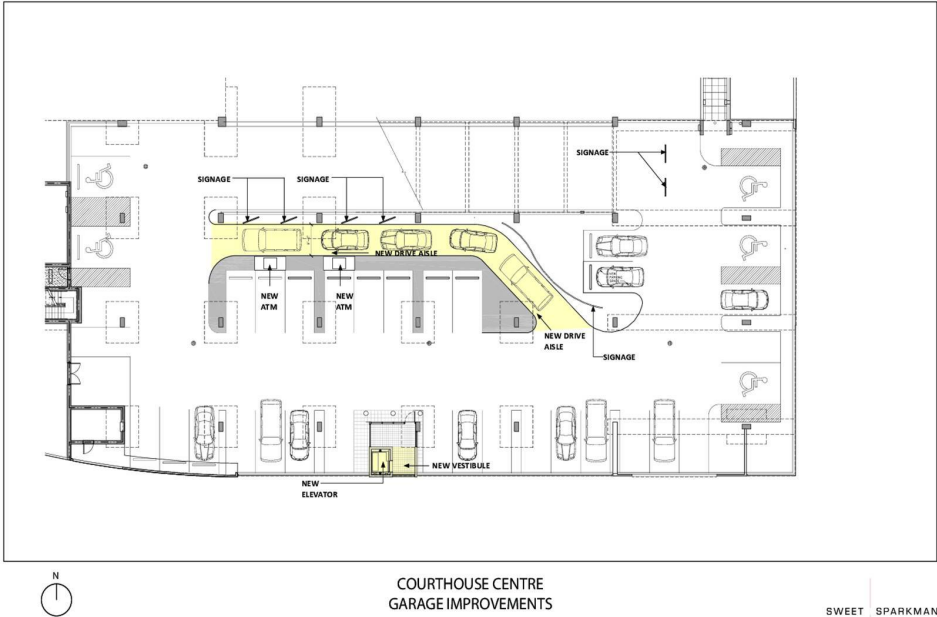 SIGNAGE
SIGNAGE SIGNAGE
NEW DRIVE AISLE
NEW
ATM
NEW
ATM
NEW DRIVE
AISLE
SIGNAGE
NEW VESTIBULE
NEW
ELEVATOR
N
COURTHOUSE CENTRE
GARAGE IMPROVEMENTS
SWEET SPARKMAN